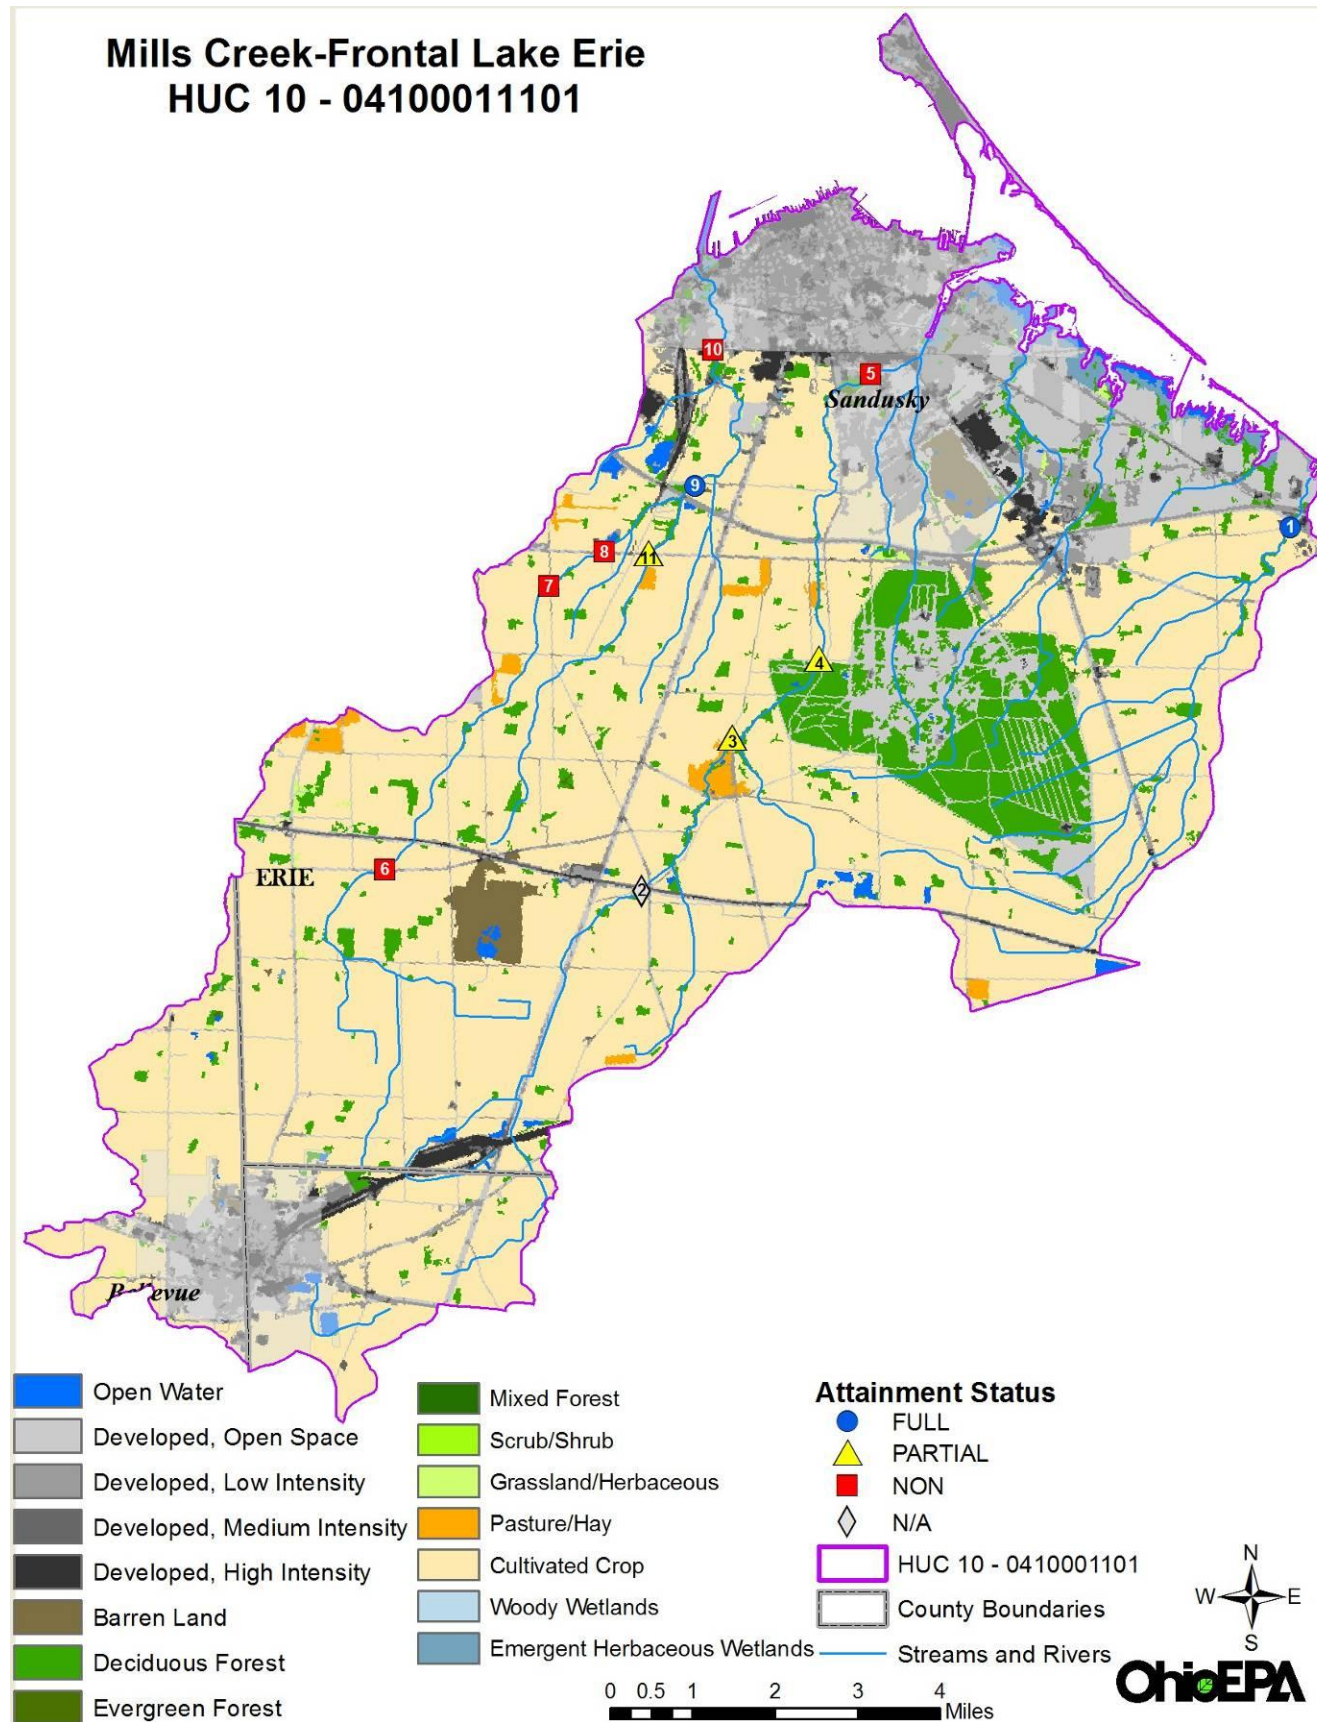 Mills Creek-Frontal Lake Erie
HUC 10 - 04100011101
10
5
Sandusky
9
1
8
11
7
4
3
6
ERIE
2
Open Water
Developed, Open Space
Developed, Low Intensity
Developed, Medium Intensity
Developed, High Intensity
Barren Land
Deciduous Forest
Evergreen Forest
Mixed Forest
Scrub/Shrub
Grassland/Herbaceous
Pasture/Hay
Cultivated Crop
Woody Wetlands
Emergent Herbaceous Wetlands
Attainment Status
FULL
PARTIAL
NON
N/A
HUC 10 - 0410001101
County Boundaries
Streams and Rivers
N
W E
S
0 0.5 1 2 3 4
Miles
OhioEPA